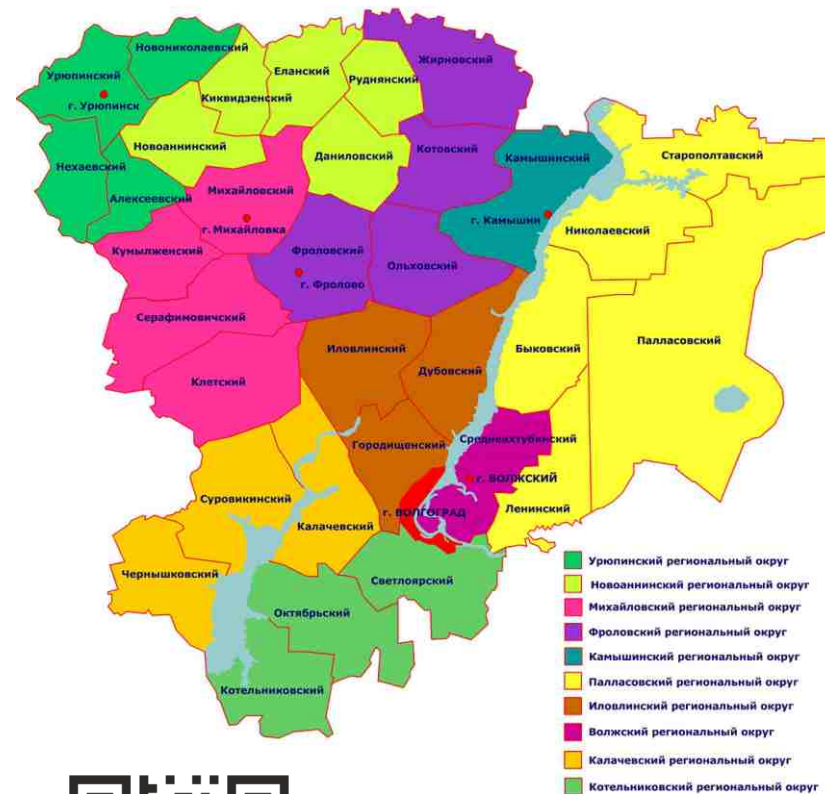 Новониколаевский
Урюпинский
г. Урюпинск
Еланский
Киквидзенский
Руднянский
Жирновский
Новоаннинский
Нехаевский
Алексеевский
Даниловский
Котовский
Камышинский
Старополтавский
Михайловский
г. Михайловка
г. Камышин
Николаевский
Кумылженский
Фроловский
г. Фролово
Ольховский
Серафимовичский
Иловлинский
Дубовский
Быковский
Палласовский
Клетский
Городищенский
Среднеахтубинский
г. ВОЛЖСКИЙ
Суровикинский
Калачевский
г. ВОЛГОГРАД
Ленинский
Чернышковский
Светлоярский
Октябрьский
Котельниковский
Урюпинский региональный округ
Новоаннинский региональный округ
Михайловский региональный округ
Фроловский региональный округ
Камышинский региональный округ
Палласовский региональный округ
Иловлинский региональный округ
Волжский региональный округ
Калачевский региональный округ
Котельниковский региональный округ